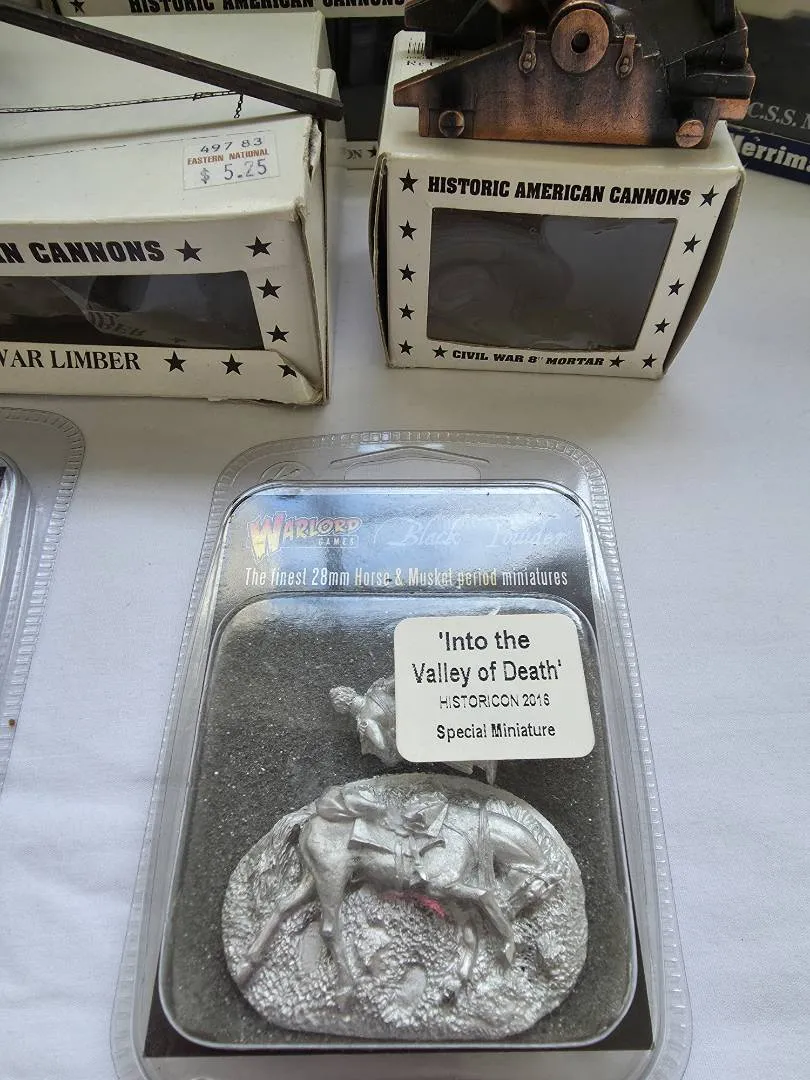 HISTORIC AMERICAN CANNONS
497 83
EASTERN NATIONAL
$ 5.25
N CANNONS
WAR LIMBER
HISTORIC AMERICAN CANNONS
CIVIL WAR 8" MORTAR
C.S.S. M
Merrima
WARLORD
GAMES
Black Powder
The finest 28mm Horse & Musket period miniatures
'Into the
Valley of Death'
HISTORICON 2016
Special Miniature